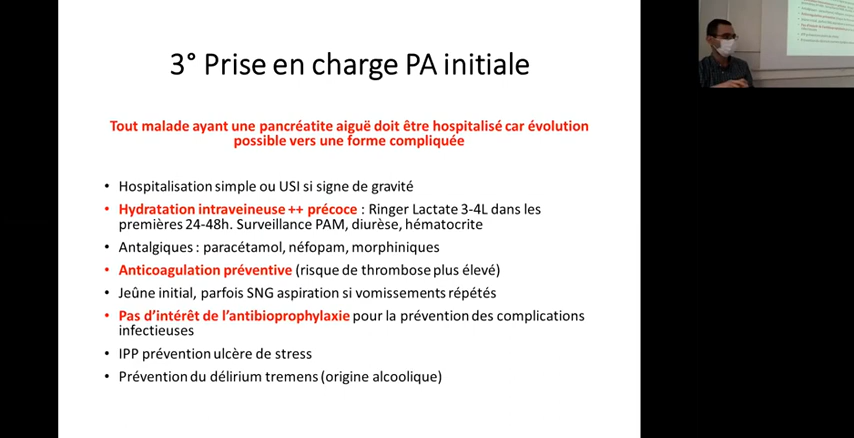 3° Prise en charge PA initiale
Tout malade ayant une pancréatite aiguë doit être hospitalisé car évolution
possible vers une forme compliquée
• Hospitalisation simple ou USI si signe de gravité
• Hydratation intraveineuse ++ précoce : Ringer Lactate 3-4L dans les
premières 24-48h. Surveillance PAM, diurèse, hématocrite
• Antalgiques : paracétamol, néfopam, morphiniques
• Anticoagulation préventive (risque de thrombose plus élevé)
• Jeûne initial, parfois SNG aspiration si vomissements répétés
• Pas d'intérêt de l'antibioprophylaxie pour la prévention des complications
infectieuses
• IPP prévention ulcère de stress
• Prévention du délirium tremens (origine alcoolique)